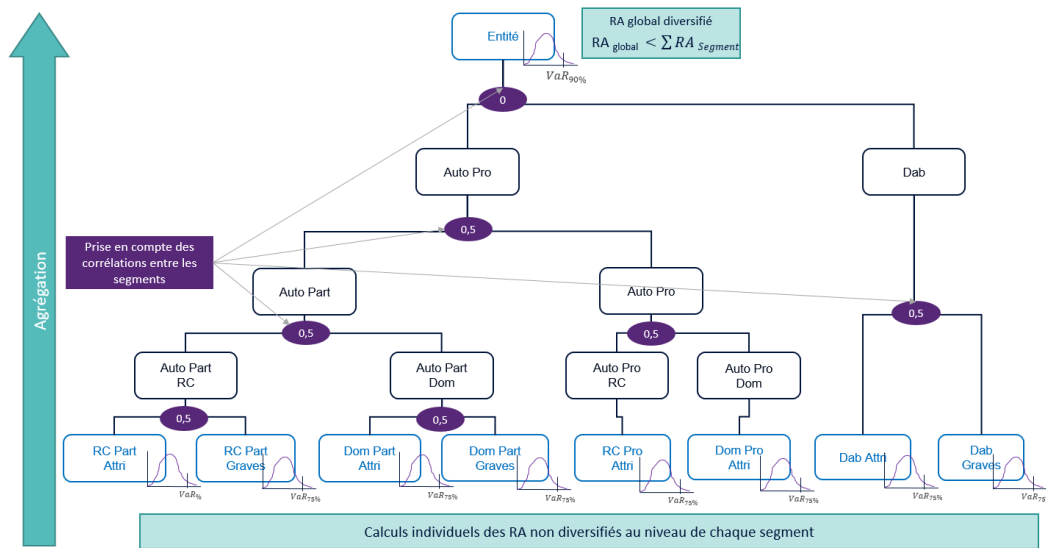 RA global diversifié
RA global < ∑ RA Segment
Entité
VaR90%
0
Auto Pro
Dab
0,5
Prise en compte des
corrélations entre les
segments
Agrégation
Auto Part
Auto Pro
0,5
0,5
0,5
Auto Part
RC
Auto Part
Dom
Auto Pro
RC
Auto Pro
Dom
0,5
0,5
RC Part
Attri
RC Part
Graves
Dom Part
Attri
Dom Part
Graves
RC Pro
Attri
Dom Pro
Attri
Dab Attri
Dab
Graves
VaR%
VaR75%
VaR75%
VaR75%
VaR75%
VaR75%
VaR75%
VaR75%
Calculs individuels des RA non diversifiés au niveau de chaque segment